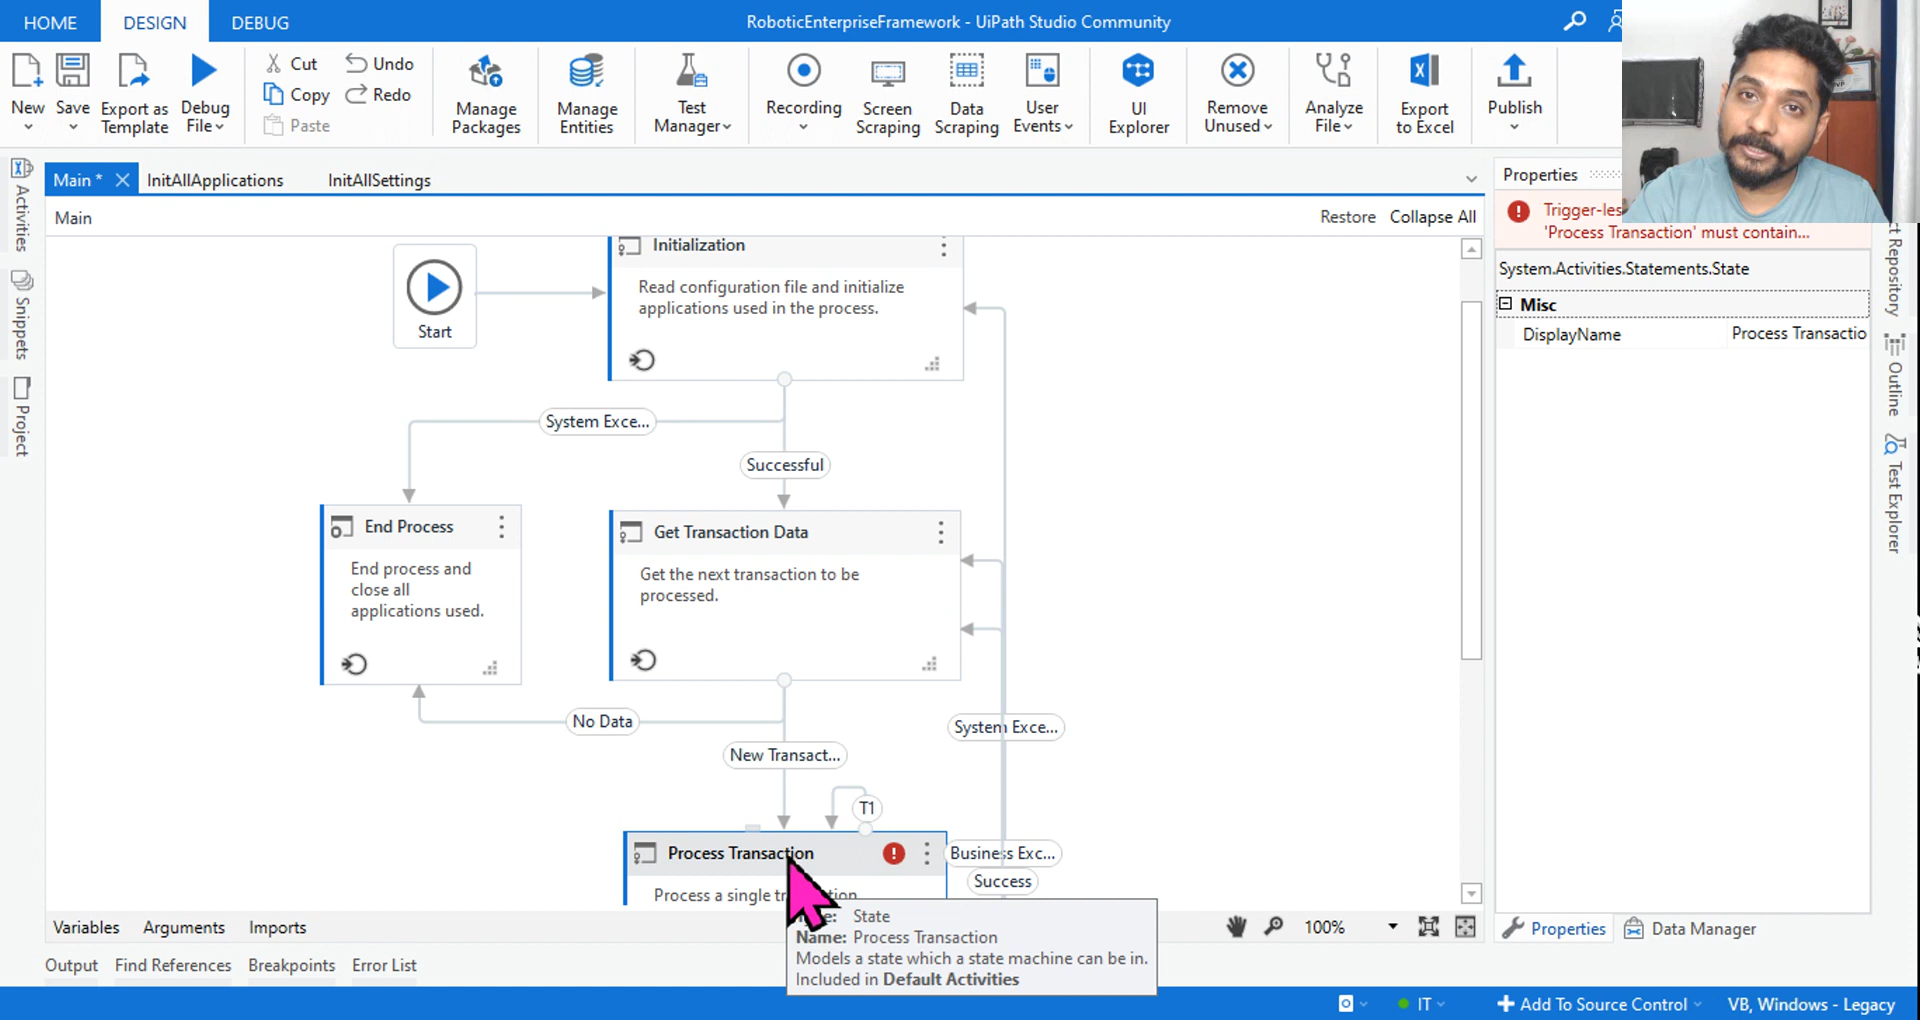 HOME
DESIGN
DEBUG
RoboticEnterpriseFramework - UiPath Studio Community
New
Save
Export as
Template
Debug
File
Cut
Copy
Paste
Undo
Redo
Manage
Packages
Manage
Entities
Test
Manager
Recording
Screen
Scraping
Data
Scraping
User
Events
UI
Explorer
Remove
Unused
Analyze
File
Export
to Excel
Publish
Activities
Snippets
Project
Main *
InitAllApplications
InitAllSettings
Main
Restore
Collapse All
Start
Initialization
Read configuration file and initialize
applications used in the process.
System Exce...
Successful
End Process
End process and
close all
applications used.
Get Transaction Data
Get the next transaction to be
processed.
No Data
System Exce...
New Transact...
T1
Process Transaction
Business Exc...
Success
Process a single
State
Name: Process Transaction
Models a state which a state machine can be in.
Included in Default Activities
Properties
Trigger-les
'Process Transaction' must contain...
System.Activities.Statements.State
Misc
DisplayName
Process Transactio
ct Repository
Outline
Test Explorer
Variables
Arguments
Imports
100%
Properties
Data Manager
Output
Find References
Breakpoints
Error List
IT
Add To Source Control
VB, Windows - Legacy